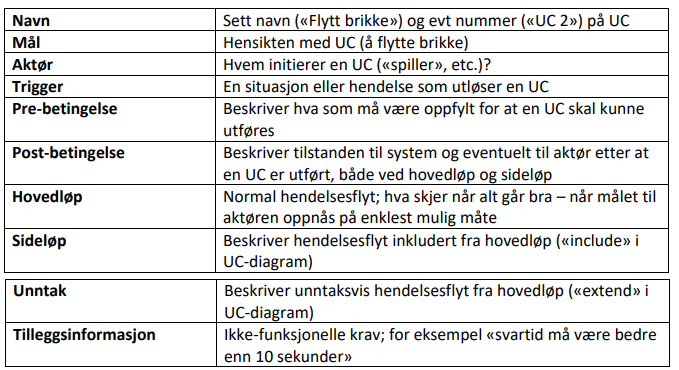 Navn Sett navn («Flytt brikke») og evt nummer («UC 2») på UC
Mål Hensikten med UC (å flytte brikke)
Aktør Hvem initierer en UC («spiller», etc.)?
Trigger En situasjon eller hendelse som utløser en UC
Pre-betingelse Beskriver hva som må være oppfylt for at en UC skal kunne
utføres
Post-betingelse Beskriver tilstanden til system og eventuelt til aktør etter at
en UC er utført, både ved hovedløp og sideløp
Hovedløp Normal hendelsesflyt; hva skjer når alt går bra – når målet til
aktøren oppnås på enklest mulig måte
Sideløp Beskriver hendelsesflyt inkludert fra hovedløp («include» i
UC-diagram)
Unntak Beskriver unntaksvis hendelsesflyt fra hovedløp («extend» i
UC-diagram)
Tilleggsinformasjon Ikke-funksjonelle krav; for eksempel «svartid må være bedre
enn 10 sekunder»